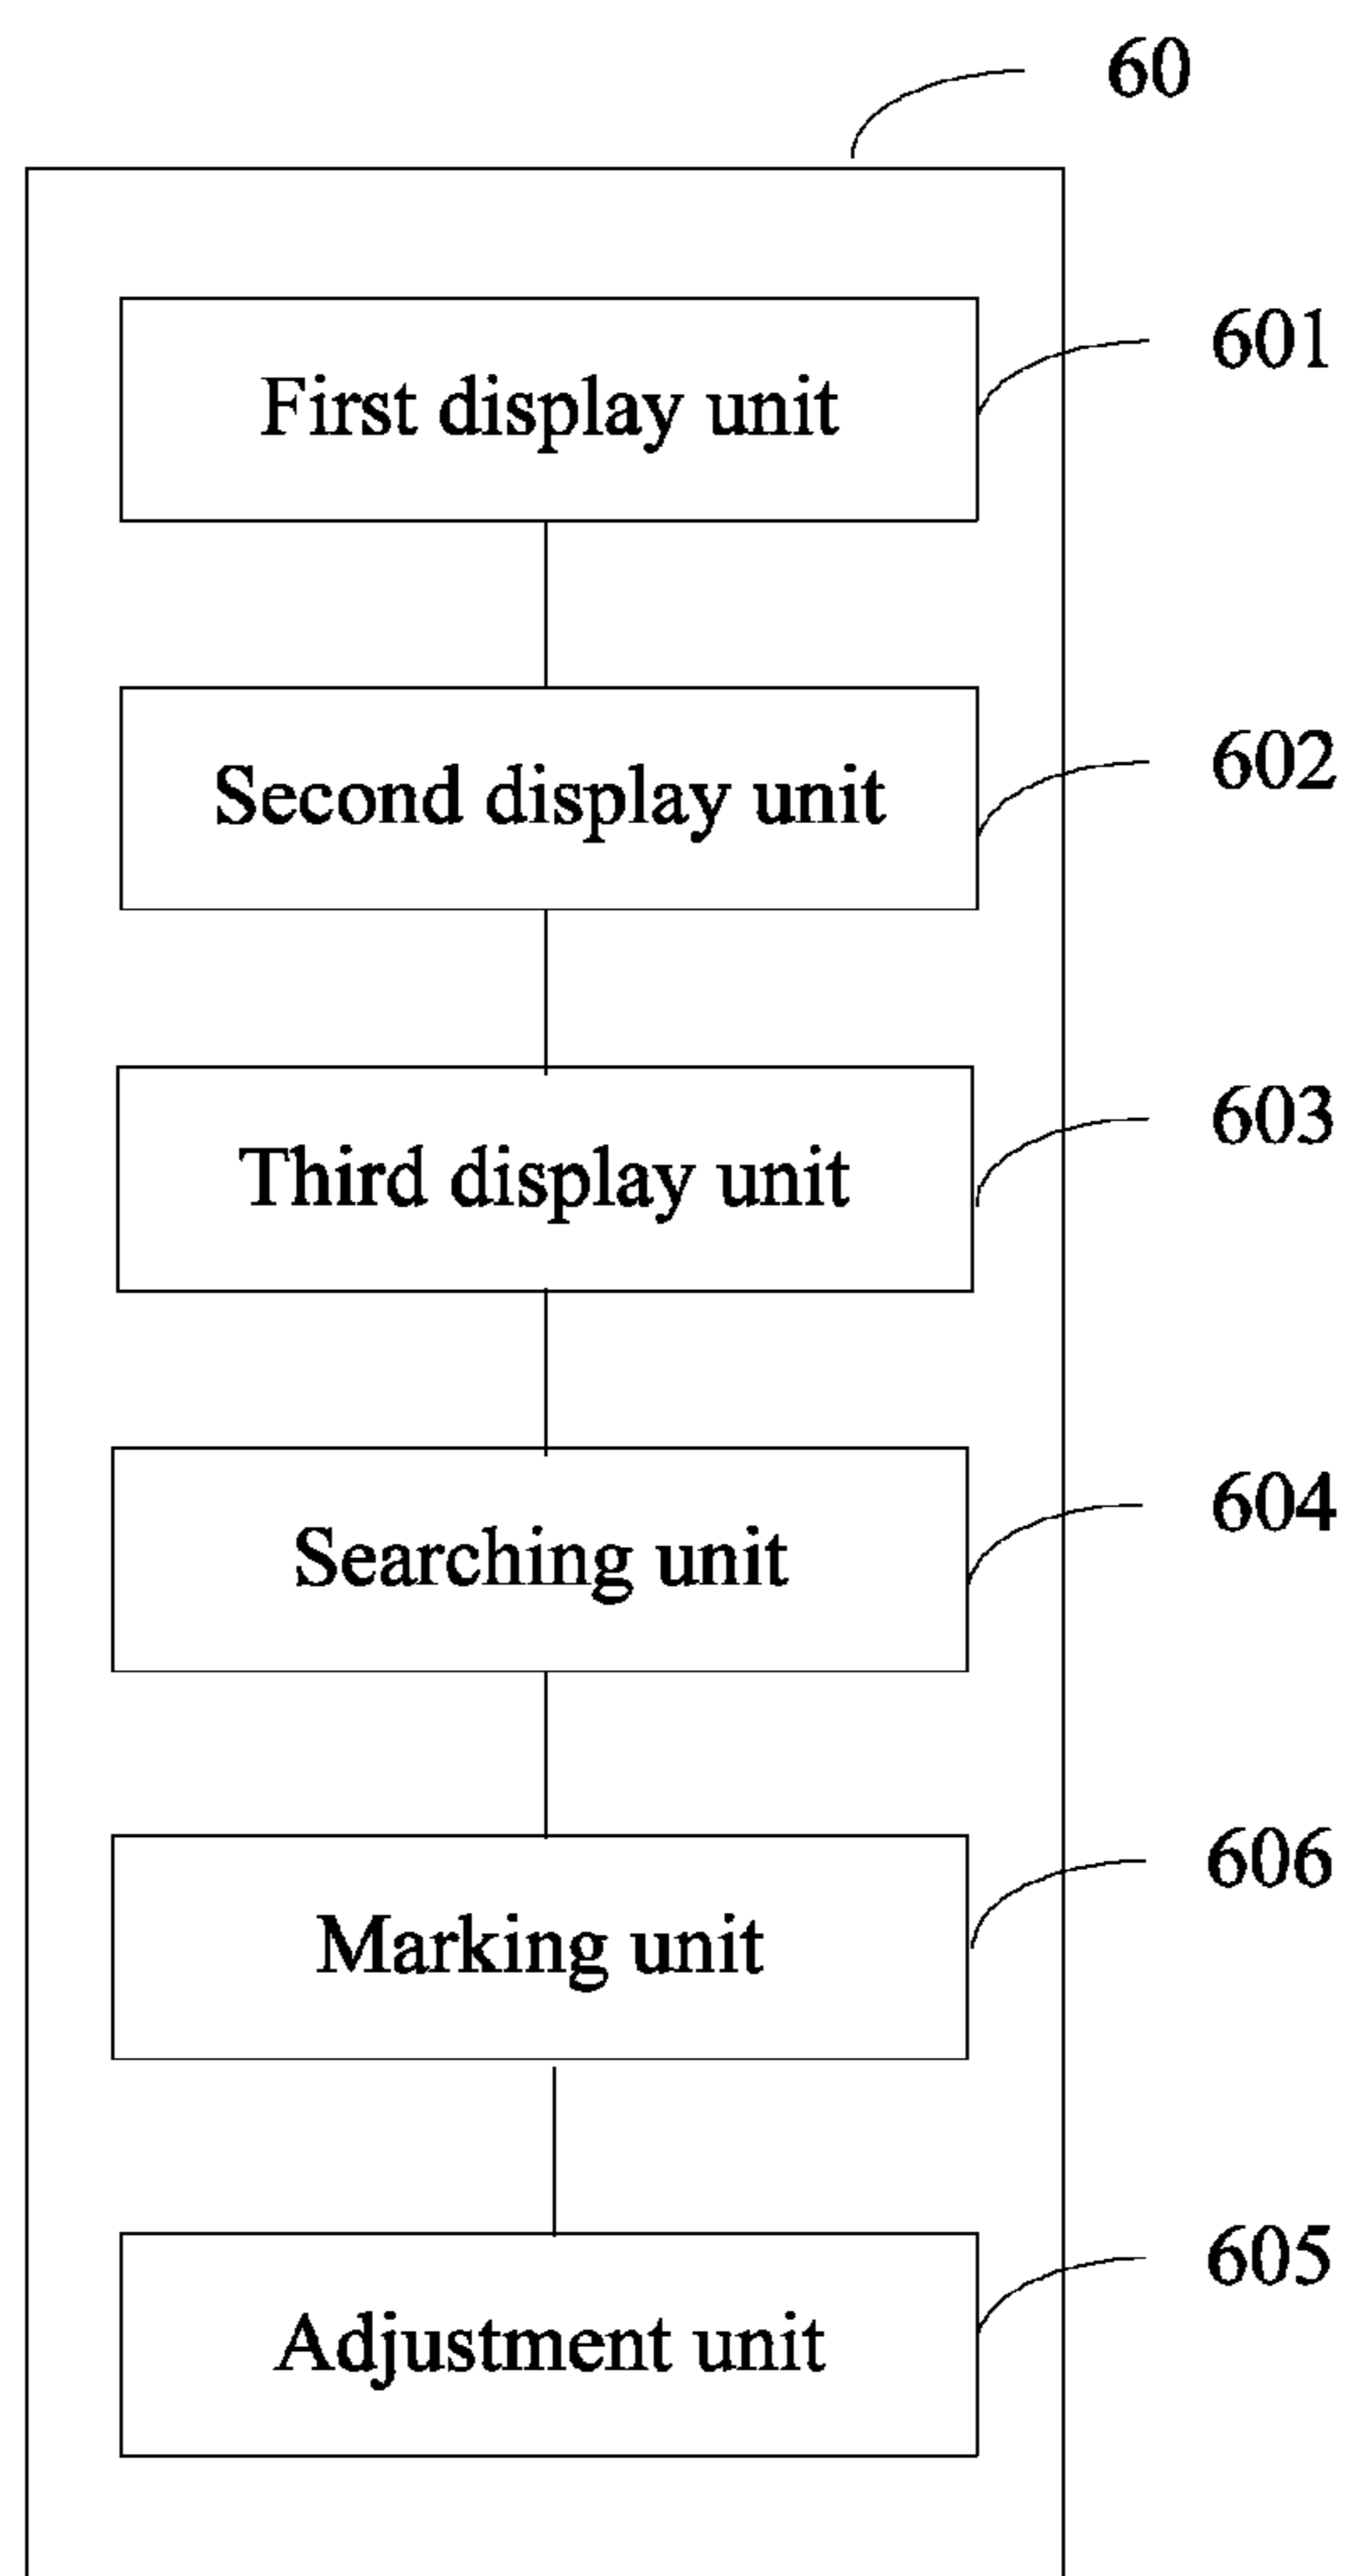 60
First display unit
601
Second display unit
602
Third display unit
603
Searching unit
604
Marking unit
606
Adjustment unit
605